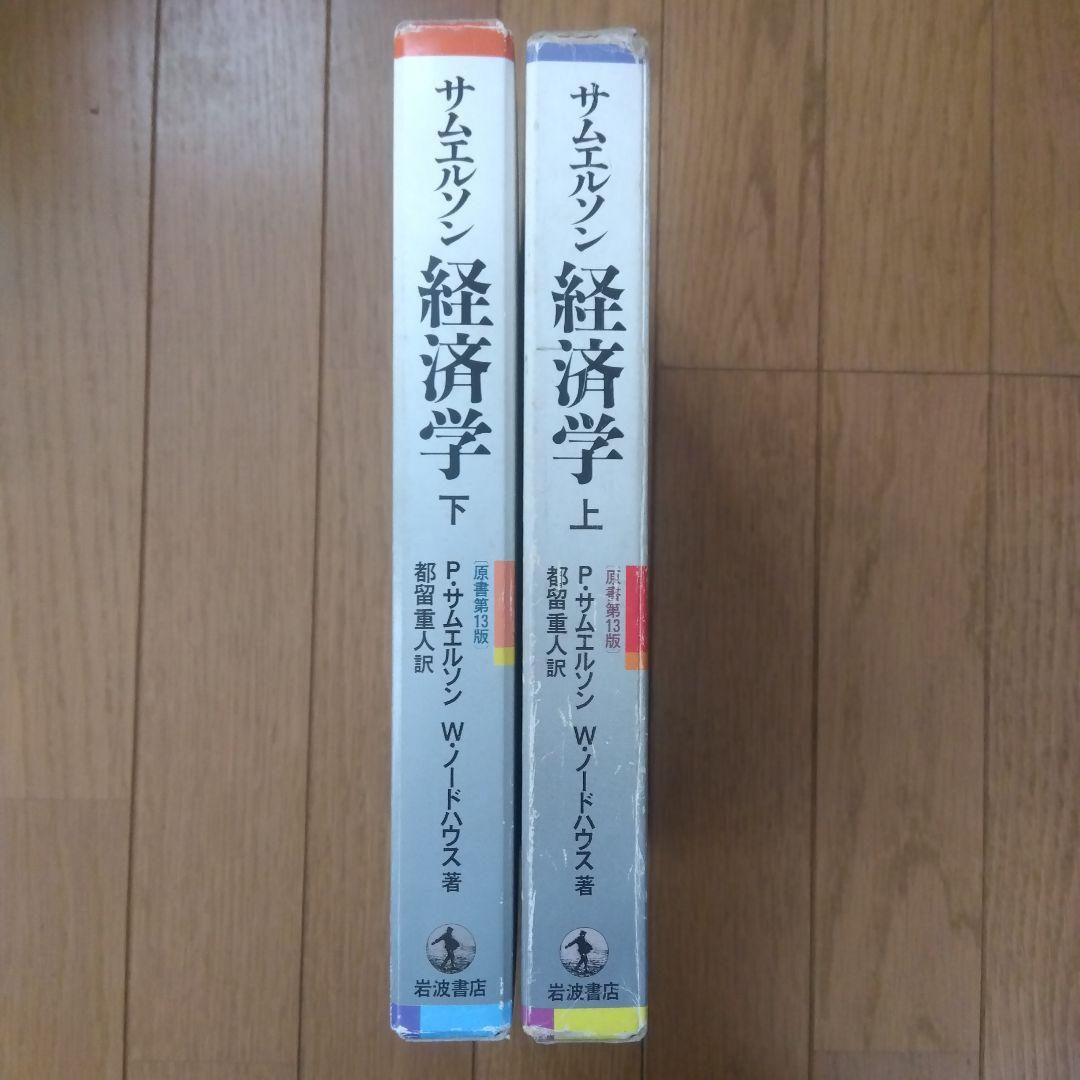 サムエルソン
経済学
上
[原書第13版]
P・サムエルソン W・ノードハウス 著
都留重人 訳
岩波書店
サムエルソン
経済学
下
[原書第13版]
P・サムエルソン W・ノードハウス 著
都留重人 訳
岩波書店